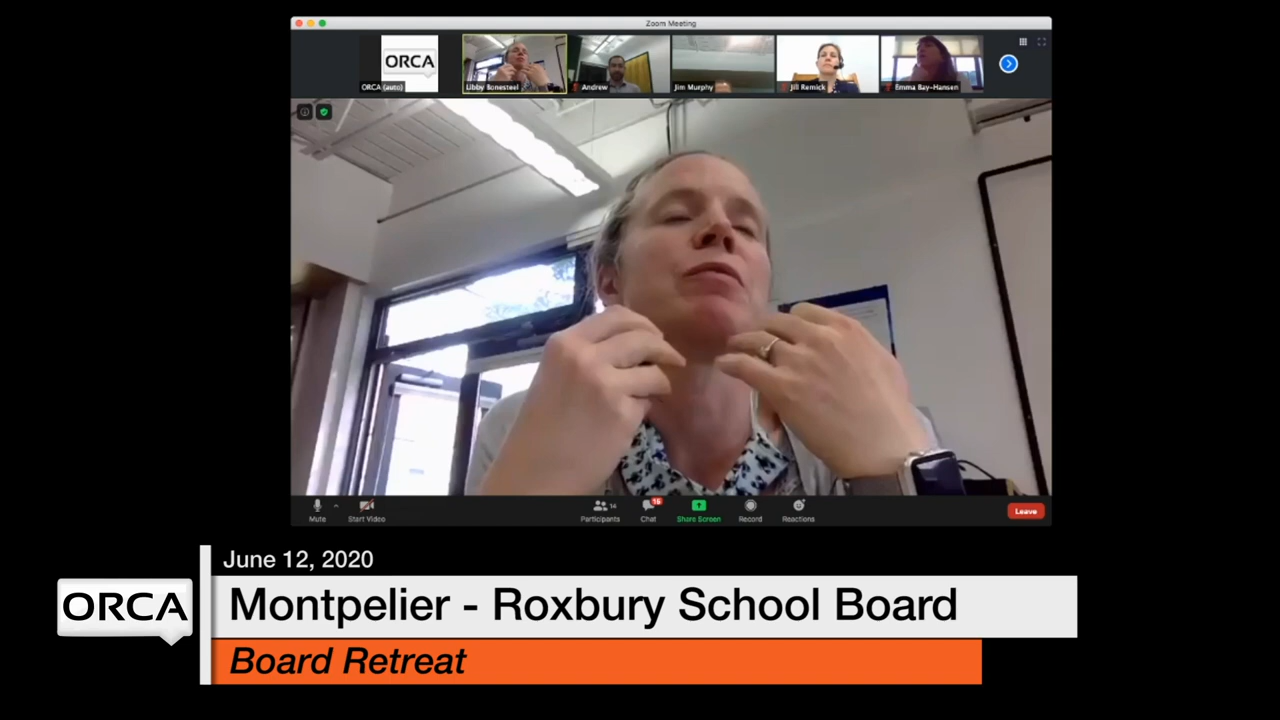 Zoom Meeting
ORCA
ORCA (auto)
Libby Bonesteel
Andrew
Jim Murphy
Jill Remick
Emma Bay-Hansen
Mute
Start Video
Participants
14
Chat
16
Share Screen
Record
Reactions
Leave
June 12, 2020
ORCA
Montpelier - Roxbury School Board
Board Retreat